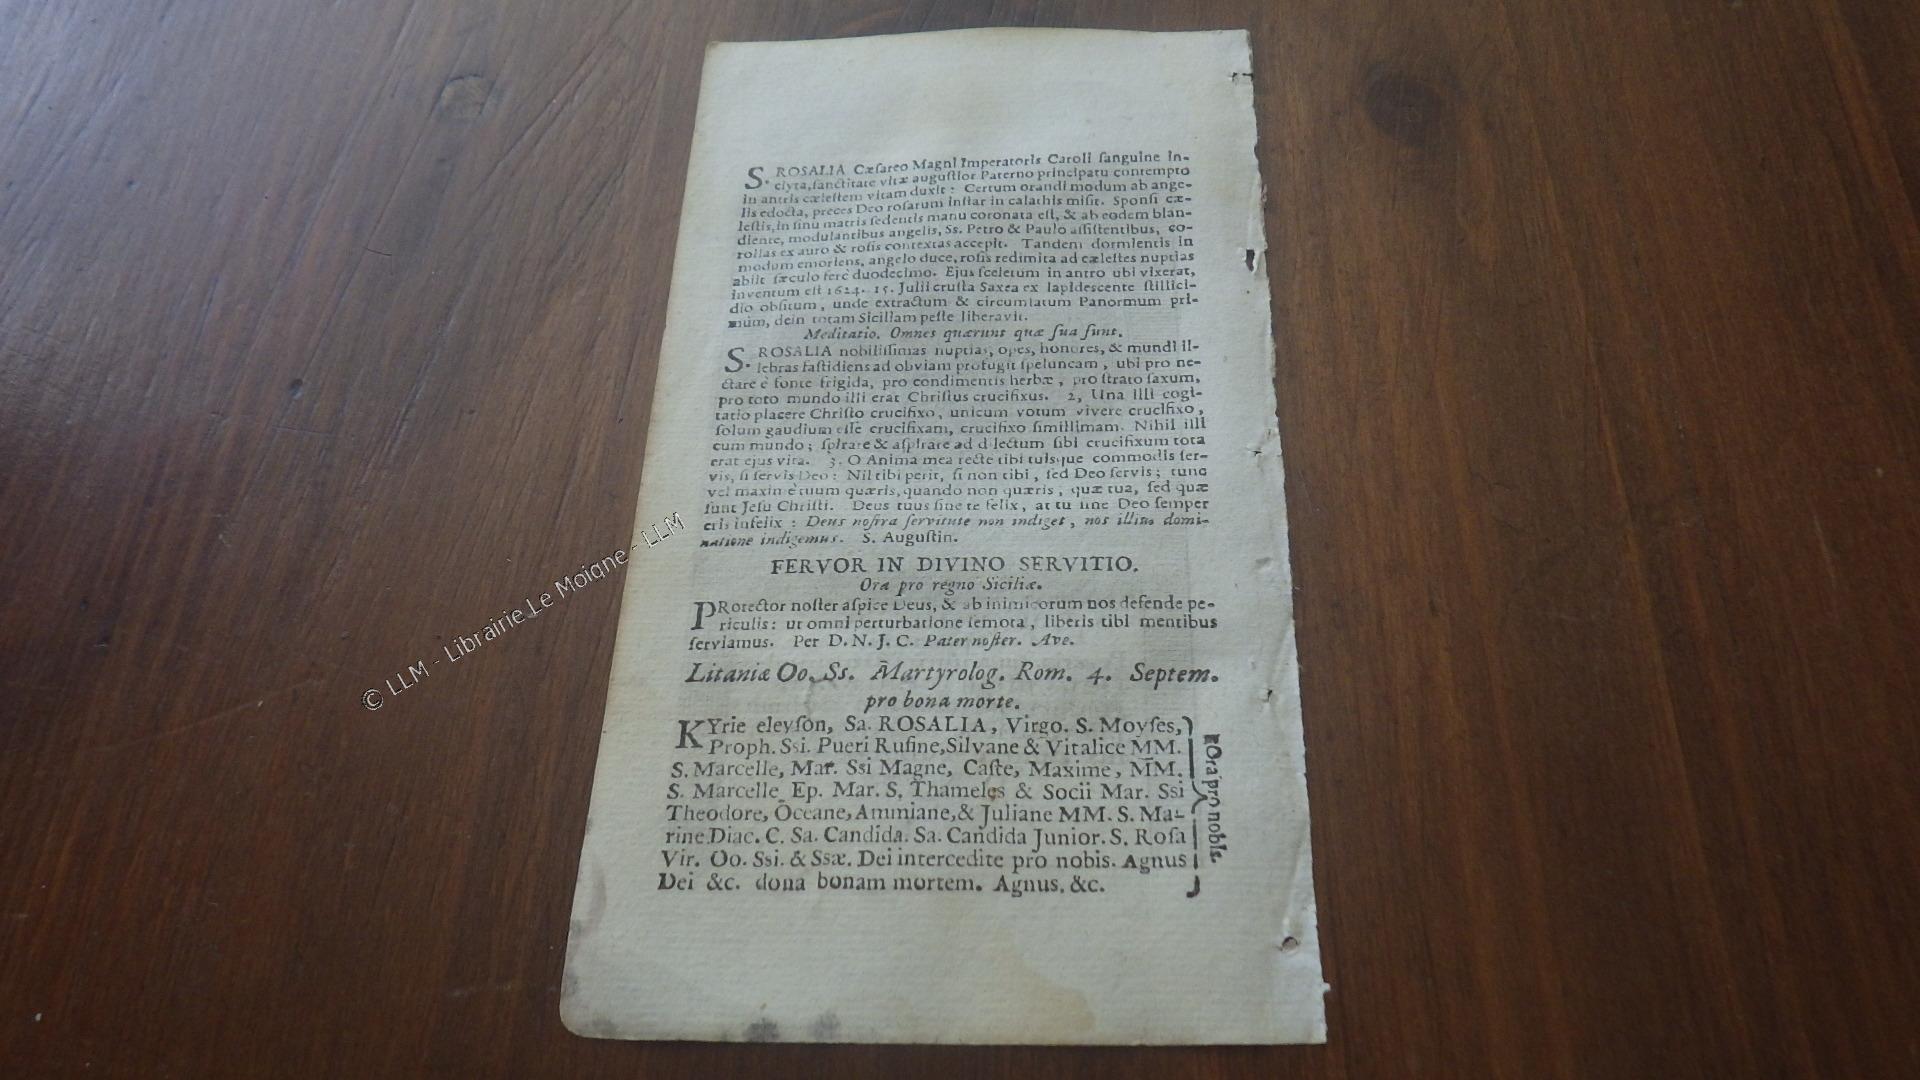 S. ROSALIA Cæſareo Magni Imperatoris Caroli ſanguine in-
clyta, ſanctitate vitæ auguſtior Paterno principatu contempto
in antris cæleſtem vitam duxit: Certum orandi modum ab ange-
lis edocta, preces Deo roſarum inſtar in calathis miſit. Sponſi cæ-
leſtis, in ſinu matris ſedentis manu coronata eſt, & ab eodem blan-
diente, modulantibus angelis, Ss. Petro & Paulo aſſiſtentibus, co-
rollas ex auro & roſis contextas accepit. Tandem dormientis in
modum emoriens, angelo duce, roſis redimita ad cæleſtes nuptias
abiit ſæculo ferè duodecimo. Ejus ſceletum in antro ubi vixerat,
inventum eſt 1624. 15. Julii cruſta Saxea ex lapideſcente ſtillici-
dio obſitum, unde extractum & circumlatum Panormum pri-
mùm, dein totam Siciliam peſte liberavit.
Meditatio. Omnes quærunt quæ ſua ſunt.
S. ROSALIA nobiliſſimas nuptias, opes, honores, & mundi il-
lebras faſtidiens ad obviam profugit ſpeluncam, ubi pro ne-
ctare è fonte frigida, pro condimentis herbæ, pro ſtrato ſaxum,
pro toto mundo illi erat Chriſtus crucifixus. 2, Una illi cogi-
tatio placere Chriſto crucifixo, unicum votum vivere crucifixo,
ſolum gaudium eſſe crucifixam, crucifixo ſimillimam. Nihil illi
cum mundo; ſpirare & aſpirare ad dilectum ſibi crucifixum tota
erat ejus vita. 3. O Anima mea recte tibi tuisque commodis ſer-
vis, ſi ſervis Deo: Nil tibi perit, ſi non tibi, ſed Deo ſervis; tunc
vel maximè tuum quæris, quando non quæris, quæ tua, ſed quæ
ſunt Jeſu Chriſti. Deus tuus ſine te felix, at tu ſine Deo ſemper
eris infelix: Deus noſtra ſervitute non indiget, nos illius domi-
natione indigemus. S. Auguſtin.
FERVOR IN DIVINO SERVITIO.
Ora pro regno Siciliæ.
PRotector noſter aſpice Deus, & ab inimicorum nos defende pe-
riculis: ut omni perturbatione ſemota, liberis tibi mentibus
ſerviamus. Per D. N. J. C. Pater noſter. Ave.
Litaniæ Oo. Ss. Martyrolog. Rom. 4. Septem.
pro bona morte.
KYrie eleyſon, Sa. ROSALIA, Virgo. S. Moyſes,
Proph. Ssi. Pueri Rufine, Silvane & Vitalice MM.
S. Marcelle, Mar. Ssi Magne, Caſte, Maxime, MM.
S. Marcelle Ep. Mar. S. Thameles & Socii Mar. Ssi
Theodore, Oceane, Ammiane, & Juliane MM. S. Ma-
rine Diac. C. Sa. Candida. Sa. Candida Junior. S. Roſa
Vir. Oo. Ssi. & Ssæ. Dei intercedite pro nobis. Agnus
Dei &c. dona bonam mortem. Agnus. &c.
Ora pro nobis.
© LLM - Librairie Le Moigne - LLM